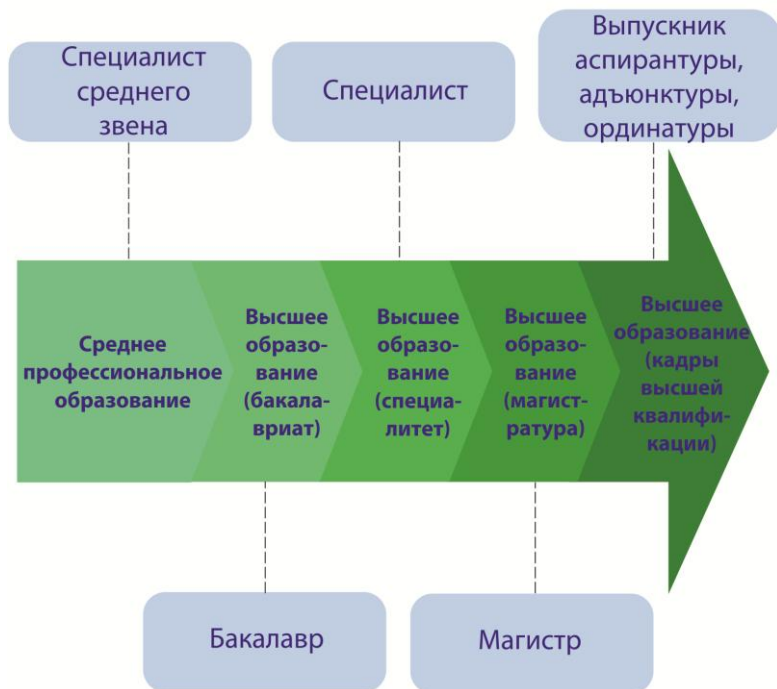 Специалист
среднего
звена
Специалист
Выпускник
аспирантуры,
адъюнктуры,
ординатуры
Среднее
профессиональное
образование
Высшее
образо-
вание
(бакала-
вриат)
Высшее
образо-
вание
(специа-
литет)
Высшее
образо-
вание
(магист-
ратура)
Высшее
образование
(кадры
высшей
квалифи-
кации)
Бакалавр
Магистр